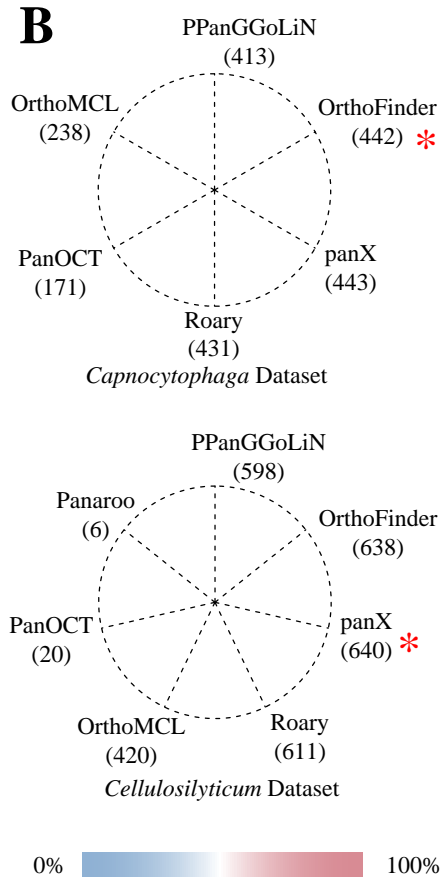 B
PPanGGoLiN
(413)
OrthoMCL
(238)
OrthoFinder
(442) *
PanOCT
(171)
panX
(443)
Roary
(431)
Capnocytophaga Dataset
PPanGGoLiN
(598)
Panaroo
(6)
OrthoFinder
(638)
PanOCT
(20)
panX
(640) *
OrthoMCL
(420)
Roary
(611)
Cellulosilyticum Dataset
0% 100%